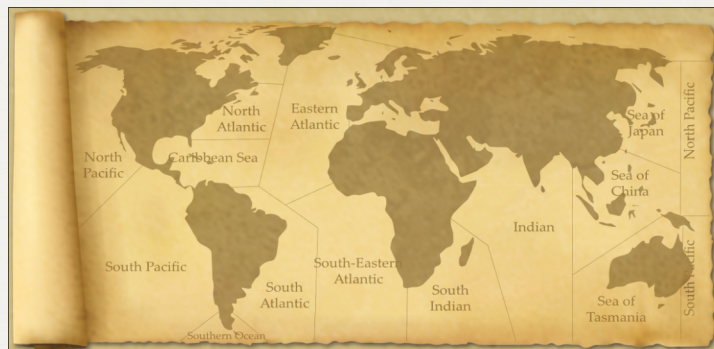 North
Atlantic
Eastern
Atlantic
North Pacific
Sea of
Japan
North
Pacific
Caribbean Sea
Sea of
China
Indian
South Pacific
South-Eastern
Atlantic
South
Atlantic
South
Indian
Sea of
Tasmania
South Pacific
Southern Ocean